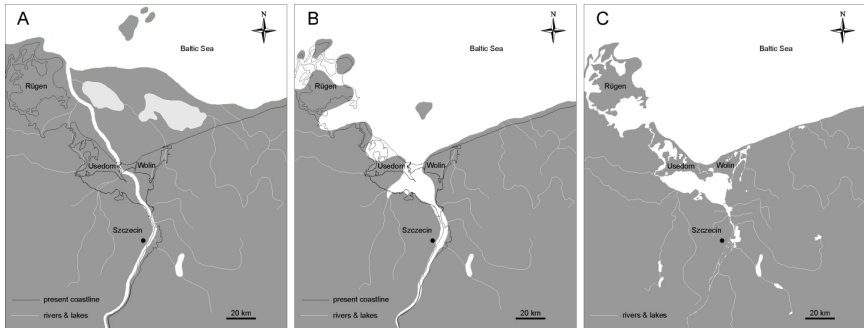 A
N
Baltic Sea
Rügen
Usedom
Wolin
Szczecin
present coastline
rivers & lakes
20 km
B
N
Baltic Sea
Rügen
Usedom
Wolin
Szczecin
present coastline
rivers & lakes
20 km
C
N
Baltic Sea
Rügen
Usedom
Wolin
Szczecin
rivers & lakes
20 km